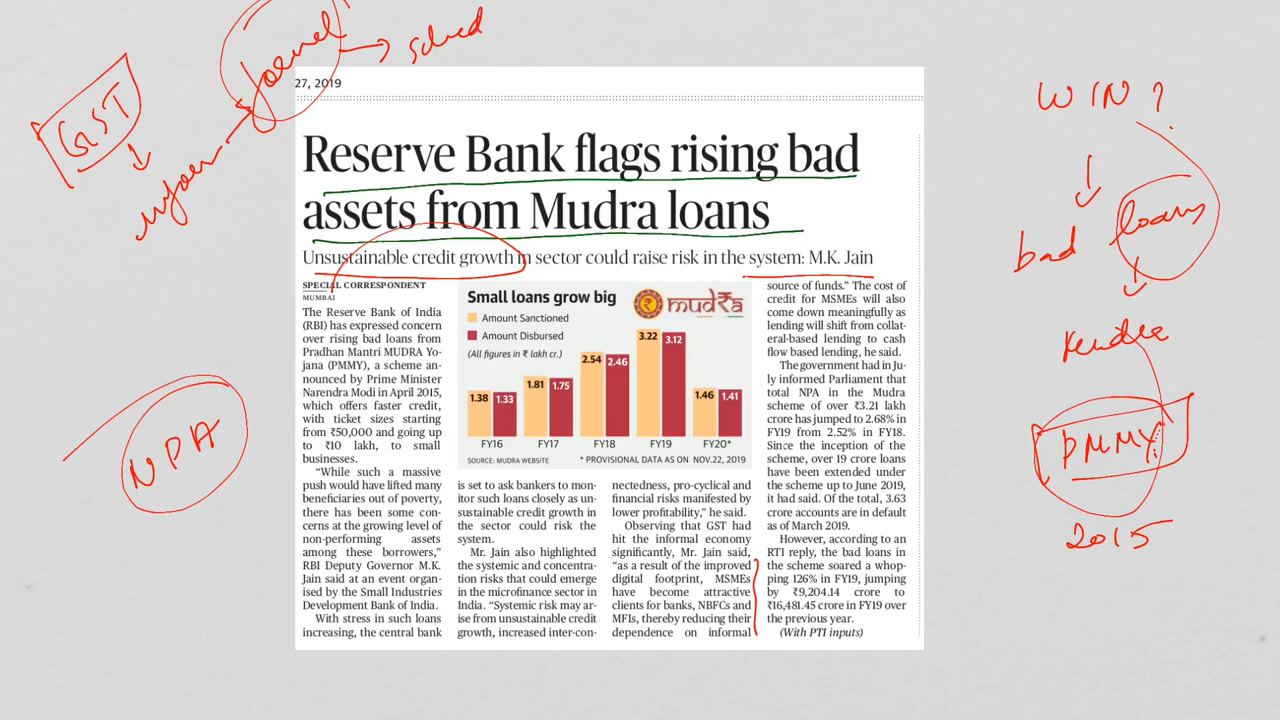 GST
WIN?
bad loans
PMMY
2015
NPA
27, 2019
Reserve Bank flags rising bad
assets from Mudra loans
Unsustainable credit growth in sector could raise risk in the system: M.K. Jain
SPECIAL CORRESPONDENT
MUMBAI
The Reserve Bank of India
(RBI) has expressed concern
over rising bad loans from
Pradhan Mantri MUDRA Yo-
jana (PMMY), a scheme an-
nounced by Prime Minister
Narendra Modi in April 2015,
which offers faster credit,
with ticket sizes starting
from ₹50,000 and going up
to ₹10 lakh, to small
businesses.
“While such a massive
push would have lifted many
beneficiaries out of poverty,
there has been some con-
cerns at the growing level of
non-performing assets
among these borrowers,”
RBI Deputy Governor M.K.
Jain said at an event organ-
ised by the Small Industries
Development Bank of India.
With stress in such loans
increasing, the central bank
Small loans grow big
mudRa
Amount Sanctioned
Amount Disbursed
(All figures in ₹ lakh cr.)
1.38 1.33 1.81 1.75 2.54 2.46 3.22 3.12 1.46 1.41
FY16 FY17 FY18 FY19 FY20*
SOURCE: MUDRA WEBSITE * PROVISIONAL DATA AS ON NOV.22, 2019
is set to ask bankers to mon-
itor such loans closely as un-
sustainable credit growth in
the sector could risk the
system.
Mr. Jain also highlighted
the systemic and concentra-
tion risks that could emerge
in the microfinance sector in
India. “Systemic risk may ar-
ise from unsustainable credit
growth, increased inter-con-
nectedness, pro-cyclical and
financial risks manifested by
lower profitability,” he said.
Observing that GST had
hit the informal economy
significantly, Mr. Jain said,
“as a result of the improved
digital footprint, MSMEs
have become attractive
clients for banks, NBFCs and
MFIs, thereby reducing their
dependence on informal
source of funds.” The cost of
credit for MSMEs will also
come down meaningfully as
lending will shift from collat-
eral-based lending to cash
flow based lending, he said.
The government had in Ju-
ly informed Parliament that
total NPA in the Mudra
scheme of over ₹3.21 lakh
crore has jumped to 2.68% in
FY19 from 2.52% in FY18.
Since the inception of the
scheme, over 19 crore loans
have been extended under
the scheme up to June 2019,
it had said. Of the total, 3.63
crore accounts are in default
as of March 2019.
However, according to an
RTI reply, the bad loans in
the scheme soared a whop-
ping 126% in FY19, jumping
by ₹9,204.14 crore to
₹16,481.45 crore in FY19 over
the previous year.
(With PTI inputs)